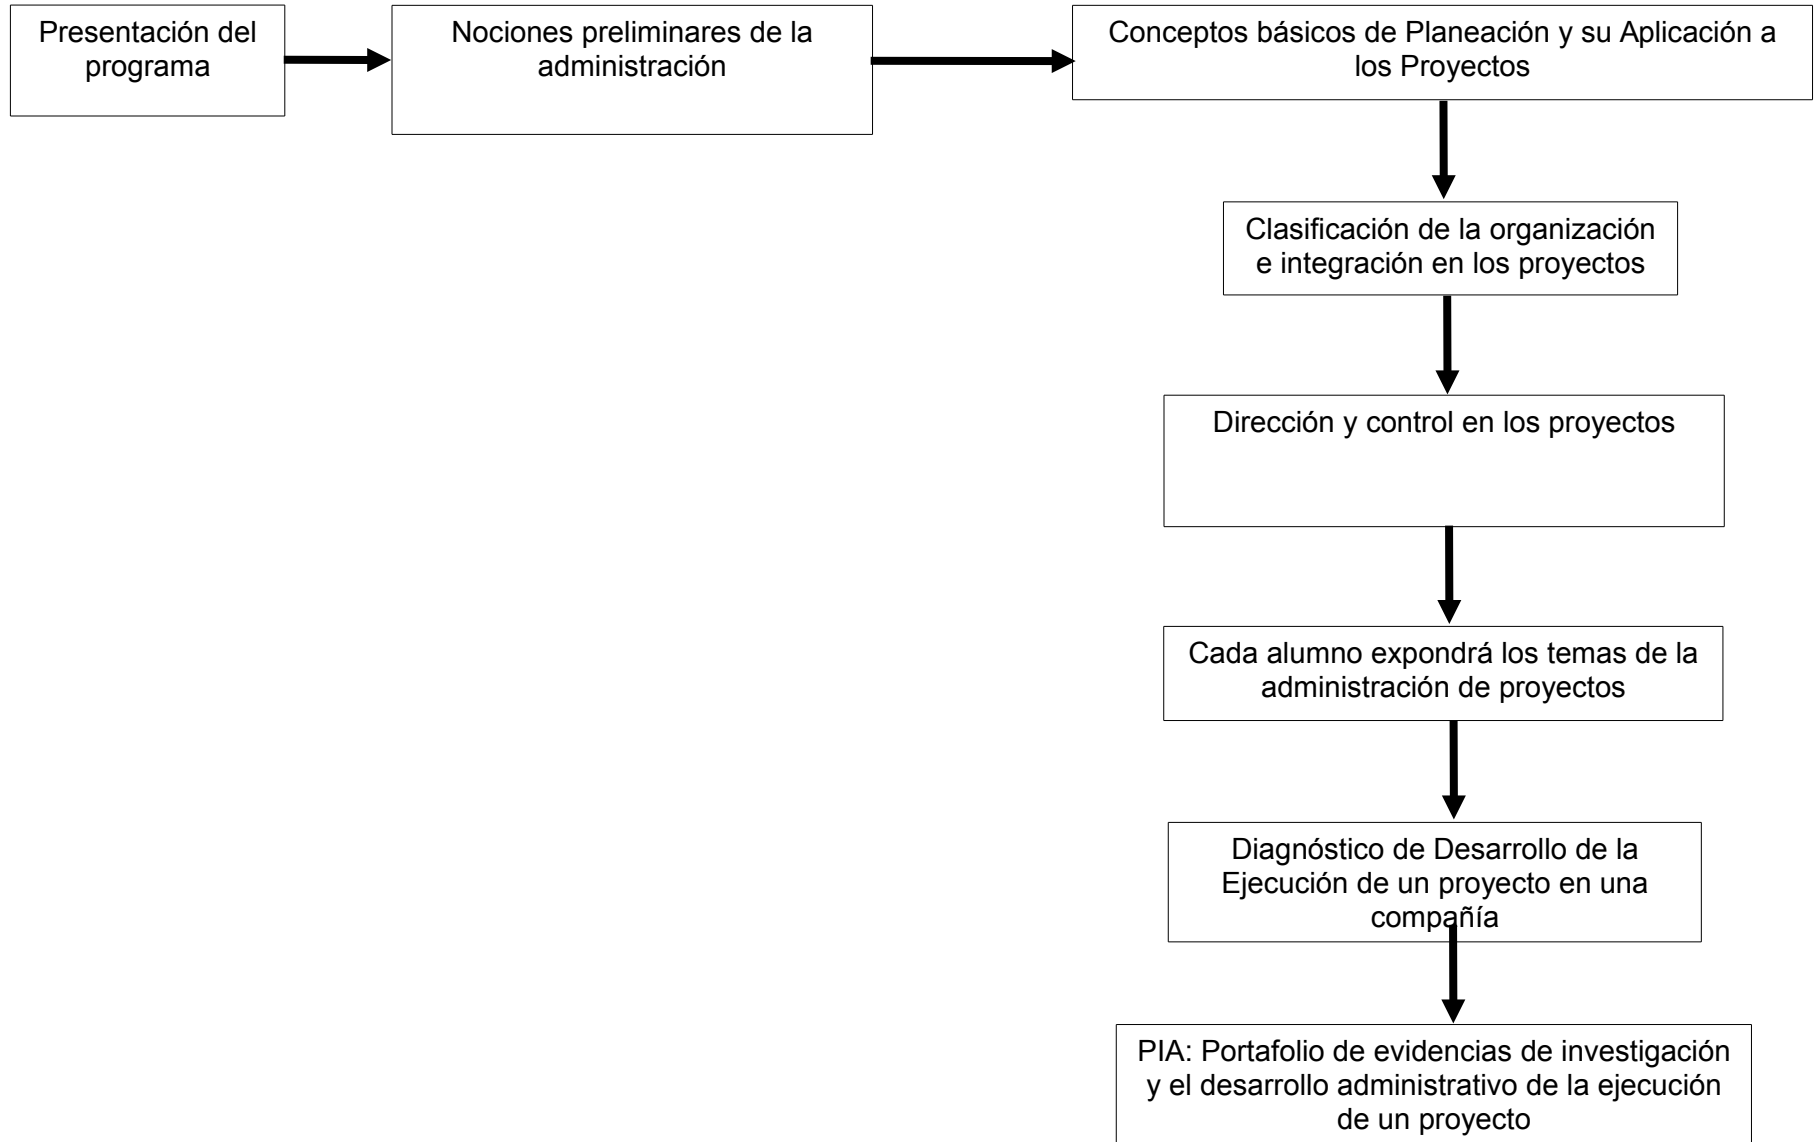 Presentación del
programa
Nociones preliminares de la
administración
Conceptos básicos de Planeación y su Aplicación a
los Proyectos
Clasificación de la organización
e integración en los proyectos
Dirección y control en los proyectos
Cada alumno expondrá los temas de la
administración de proyectos
Diagnóstico de Desarrollo de la
Ejecución de un proyecto en una
compañía
PIA: Portafolio de evidencias de investigación
y el desarrollo administrativo de la ejecución
de un proyecto